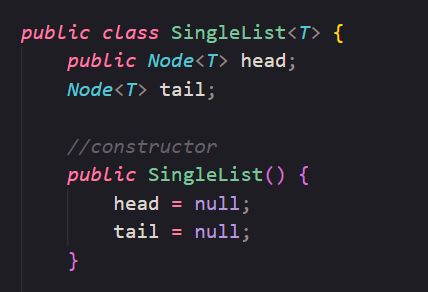 public class SingleList<T> {
    public Node<T> head;
    Node<T> tail;

    //constructor
    public SingleList() {
        head = null;
        tail = null;
    }